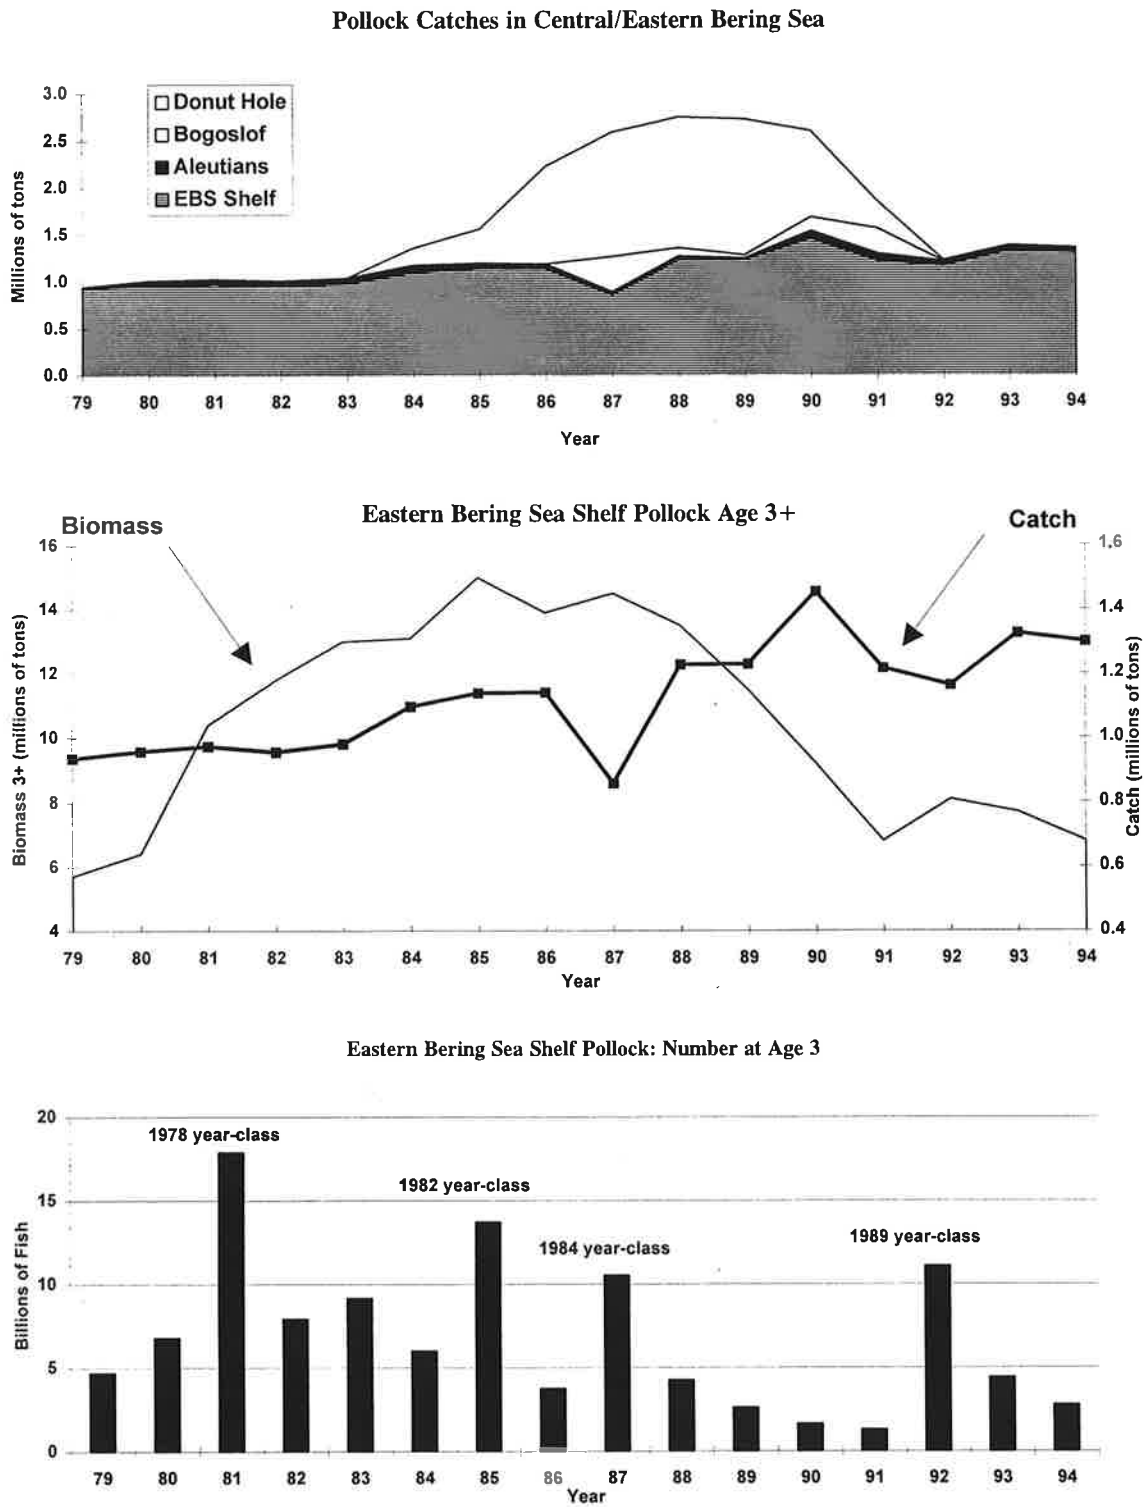 Pollock Catches in Central/Eastern Bering Sea
3.0
2.5
2.0
1.5
1.0
0.5
0.0
Millions of tons
Donut Hole
Bogoslof
Aleutians
EBS Shelf
79 80 81 82 83 84 85 86 87 88 89 90 91 92 93 94
Year
Eastern Bering Sea Shelf Pollock Age 3+
Biomass
Catch
16
14
12
10
8
6
4
Biomass 3+ (millions of tons)
1.6
1.4
1.2
1.0
0.8
0.6
0.4
Catch (millions of tons)
79 80 81 82 83 84 85 86 87 88 89 90 91 92 93 94
Year
Eastern Bering Sea Shelf Pollock: Number at Age 3
20
15
10
5
0
Billions of Fish
1978 year-class
1982 year-class
1984 year-class
1989 year-class
79 80 81 82 83 84 85 86 87 88 89 90 91 92 93 94
Year